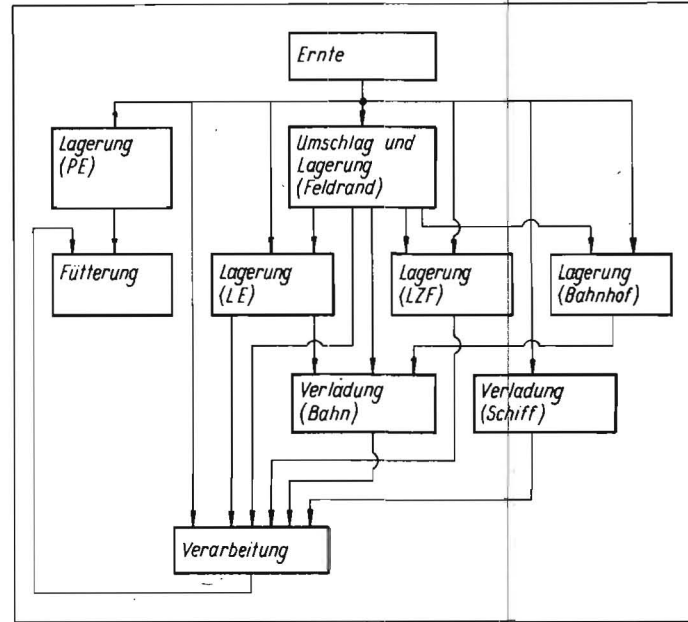 Ernte
Lagerung
(PE)
Umschlag und
Lagerung
(Feldrand)
Fütterung
Lagerung
(LE)
Lagerung
(LZF)
Lagerung
(Bahnhof)
Verladung
(Bahn)
Verladung
(Schiff)
Verarbeitung